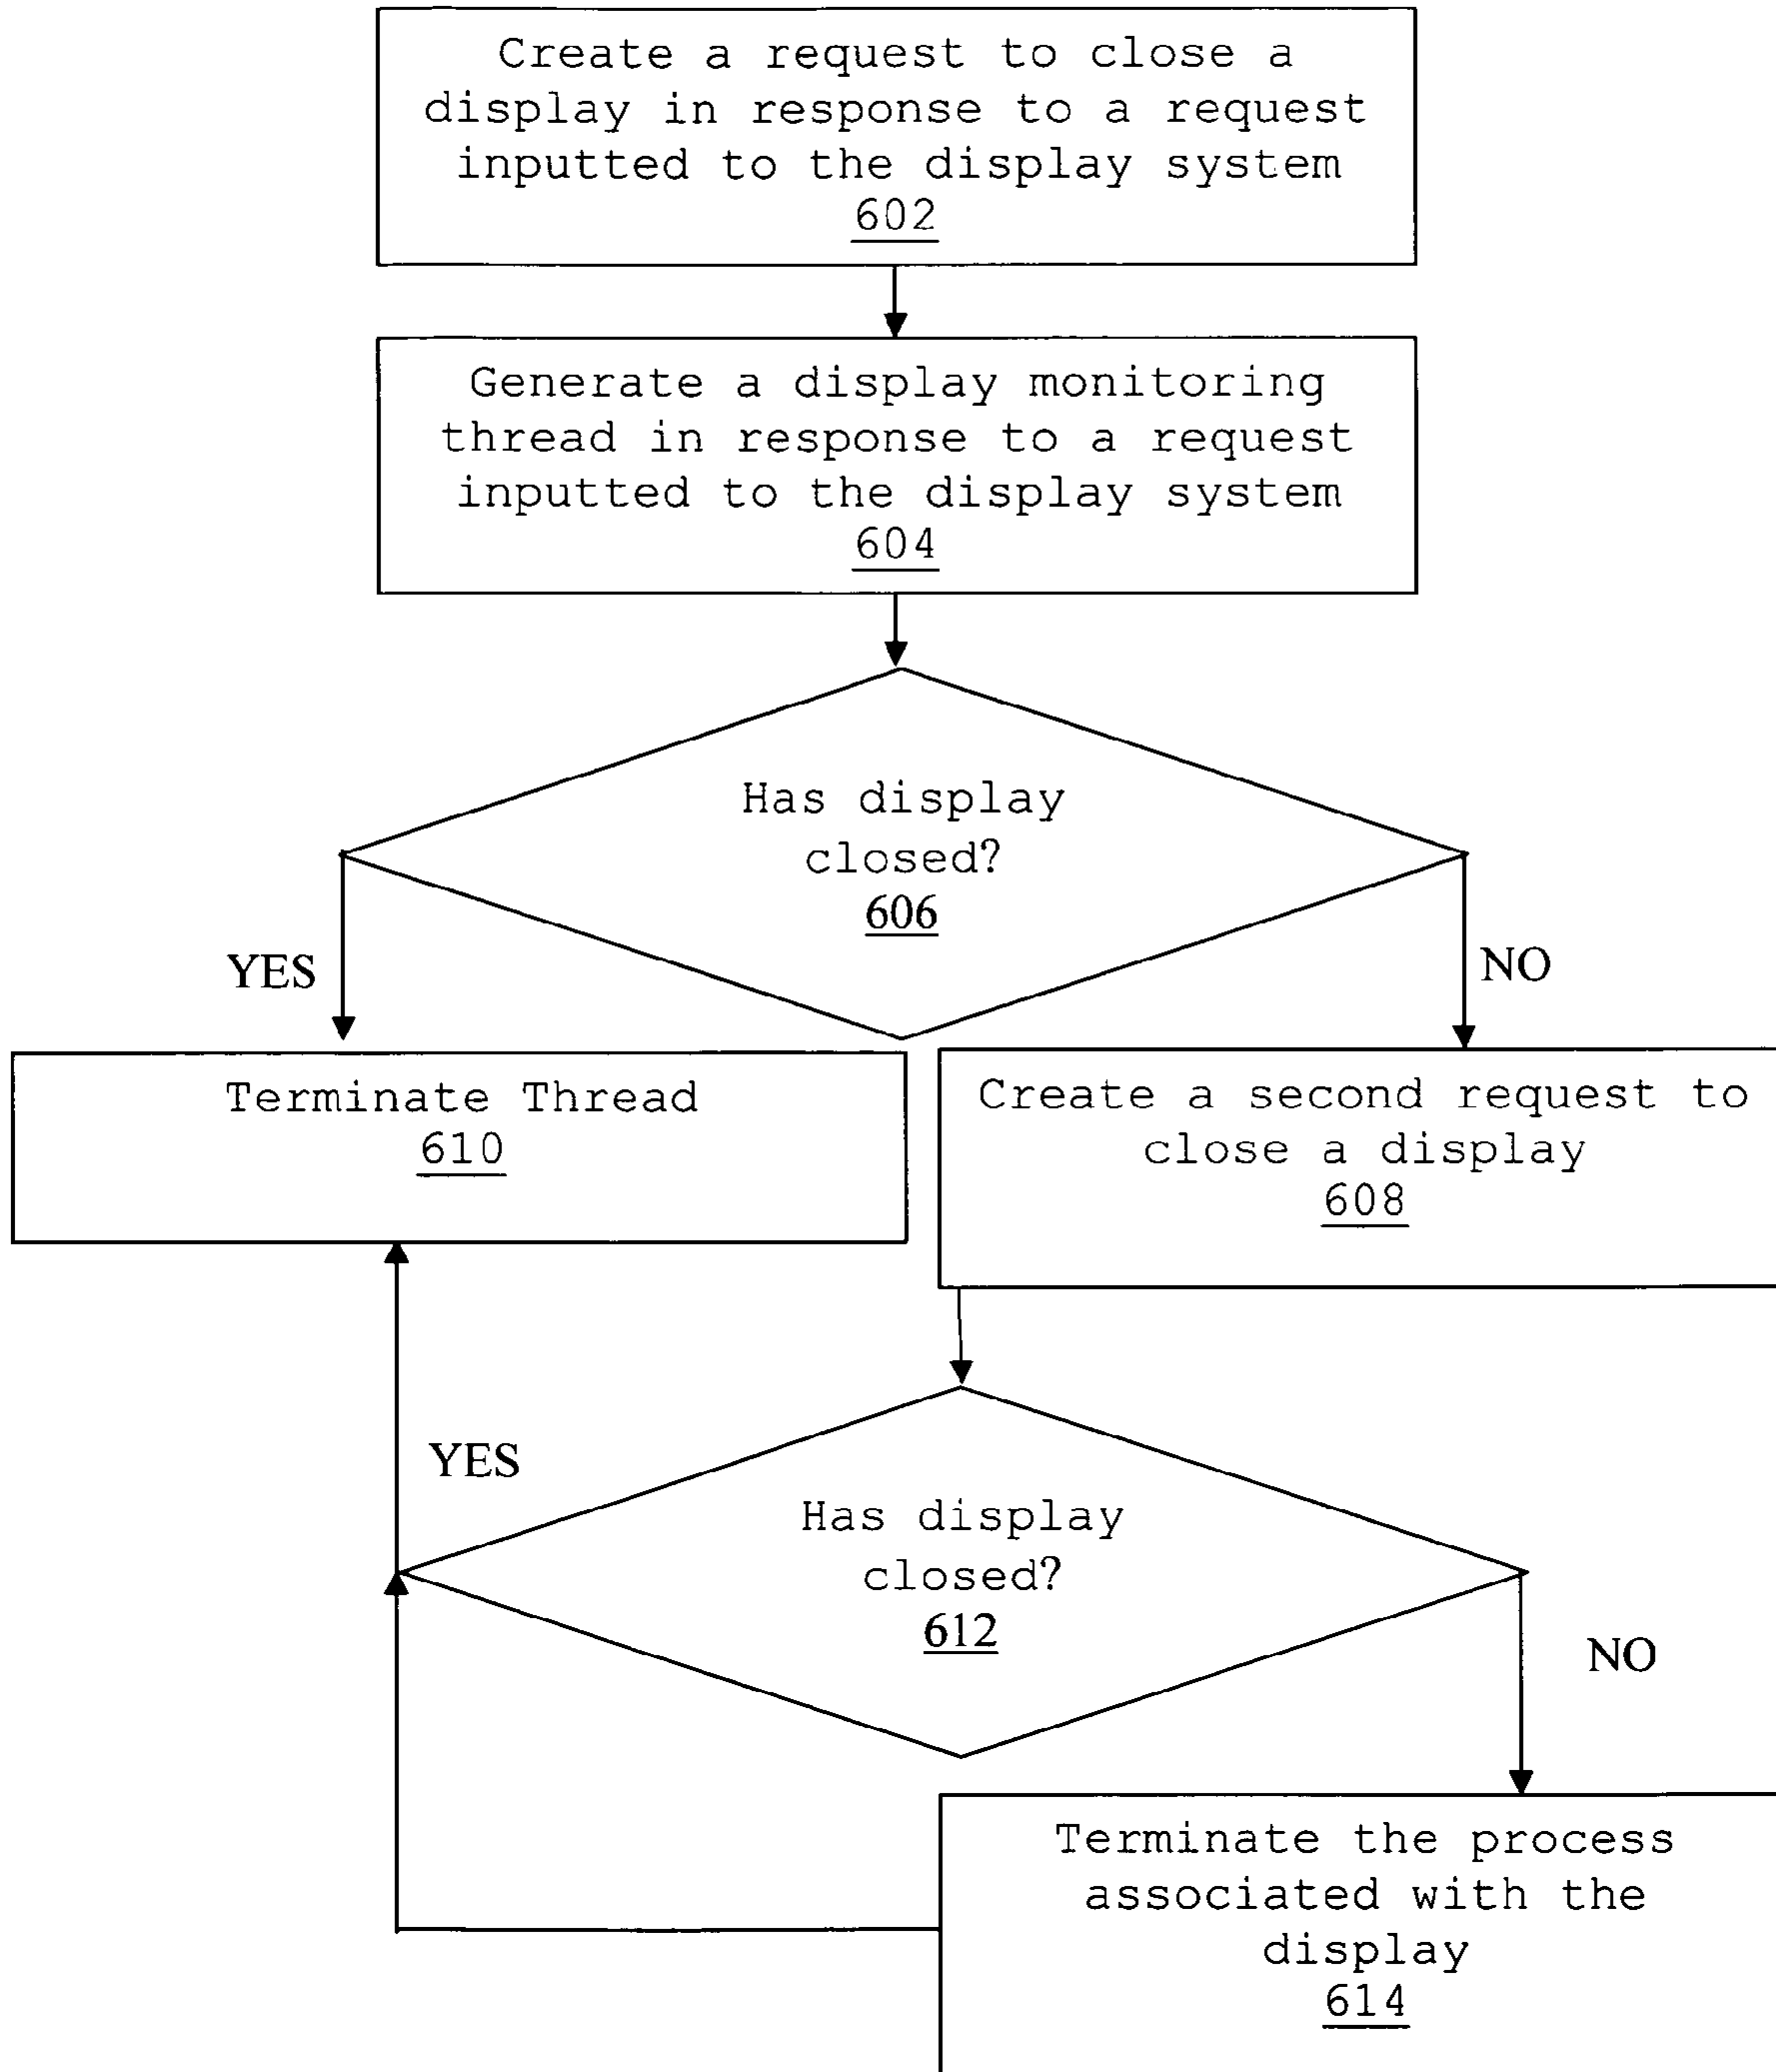 Create a request to close a
display in response to a request
inputted to the display system
602
Generate a display monitoring
thread in response to a request
inputted to the display system
604
Has display
closed?
606
YES
NO
Terminate Thread
610
Create a second request to
close a display
608
YES
Has display
closed?
612
NO
Terminate the process
associated with the
display
614